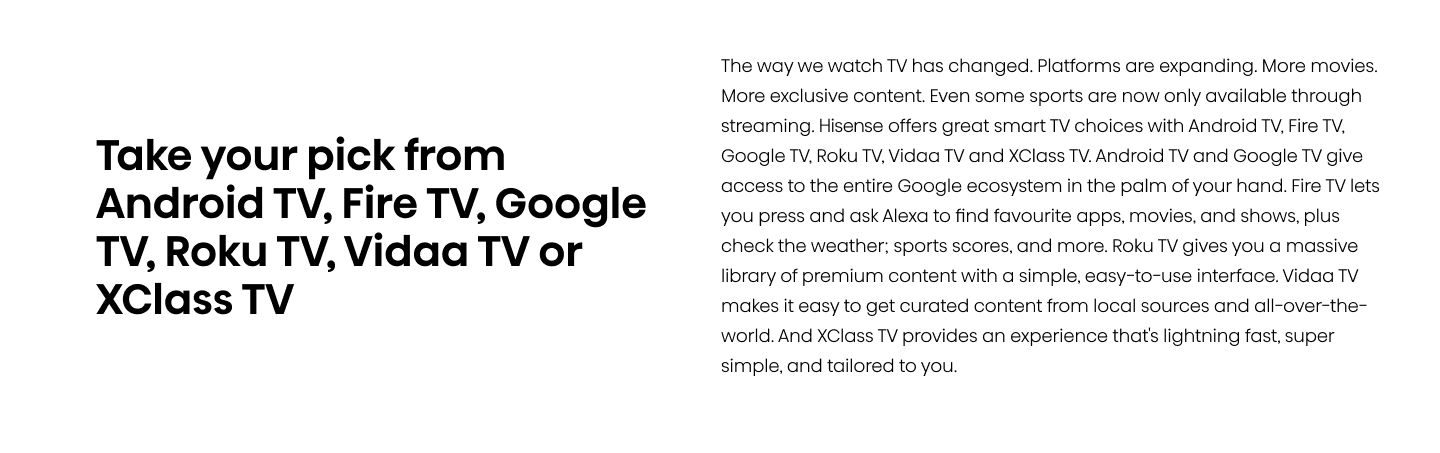 Take your pick from
Android TV, Fire TV, Google
TV, Roku TV, Vidaa TV or
XClass TV
The way we watch TV has changed. Platforms are expanding. More movies.
More exclusive content. Even some sports are now only available through
streaming. Hisense offers great smart TV choices with Android TV, Fire TV,
Google TV, Roku TV, Vidaa TV and XClass TV. Android TV and Google TV give
access to the entire Google ecosystem in the palm of your hand. Fire TV lets
you press and ask Alexa to find favourite apps, movies, and shows, plus
check the weather; sports scores, and more. Roku TV gives you a massive
library of premium content with a simple, easy-to-use interface. Vidaa TV
makes it easy to get curated content from local sources and all-over-the-
world. And XClass TV provides an experience that's lightning fast, super
simple, and tailored to you.